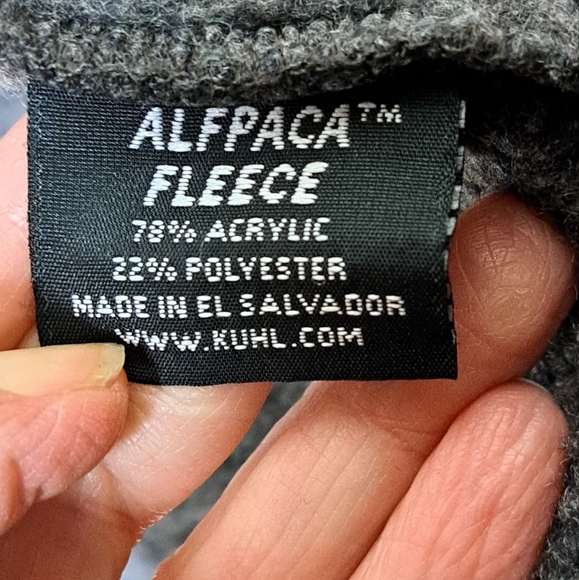 ALFPACA™
FLEECE
78% ACRYLIC
22% POLYESTER
MADE IN EL SALVADOR
WWW.KUHL.COM